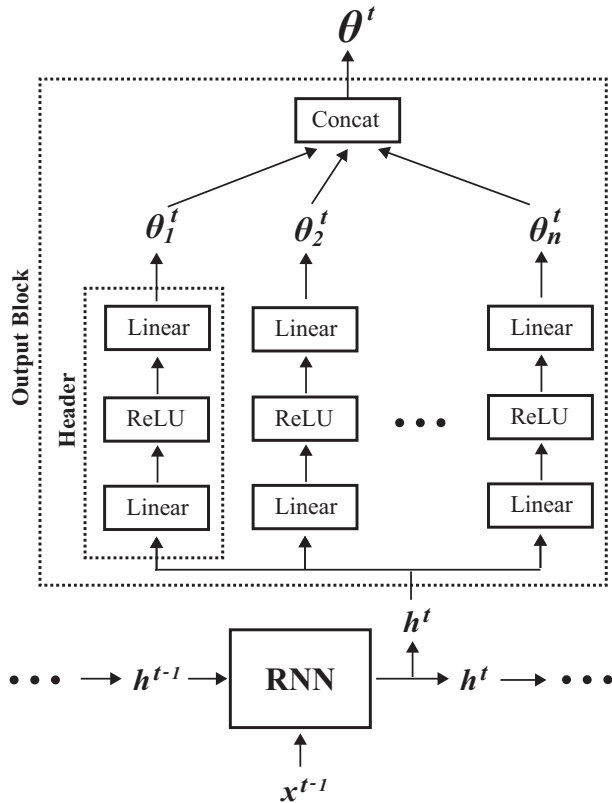 θ^t
Concat
θ_1^t θ_2^t θ_n^t
Output Block
Header
Linear Linear Linear
ReLU ReLU • • • ReLU
Linear Linear Linear
h^t
• • • h^{t-1} RNN h^t • • •
x^{t-1}